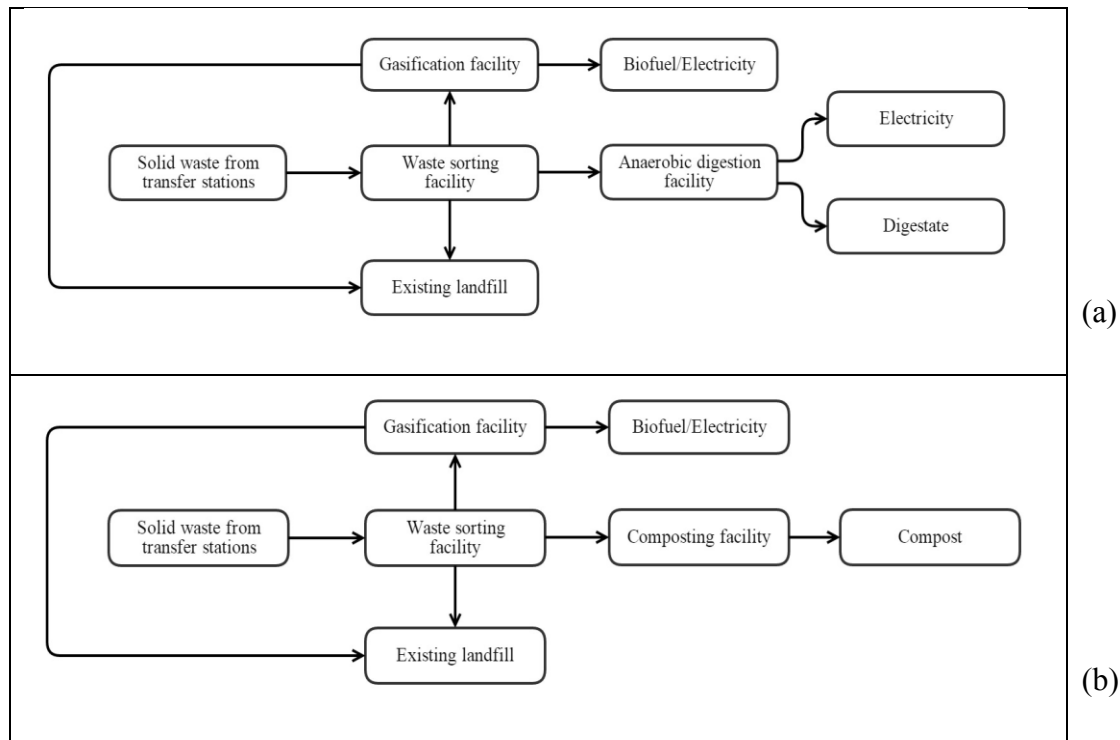 Gasification facility
Biofuel/Electricity
Electricity
Solid waste from
transfer stations
Waste sorting
facility
Anaerobic digestion
facility
Digestate
Existing landfill
(a)
Gasification facility
Biofuel/Electricity
Solid waste from
transfer stations
Waste sorting
facility
Composting facility
Compost
Existing landfill
(b)